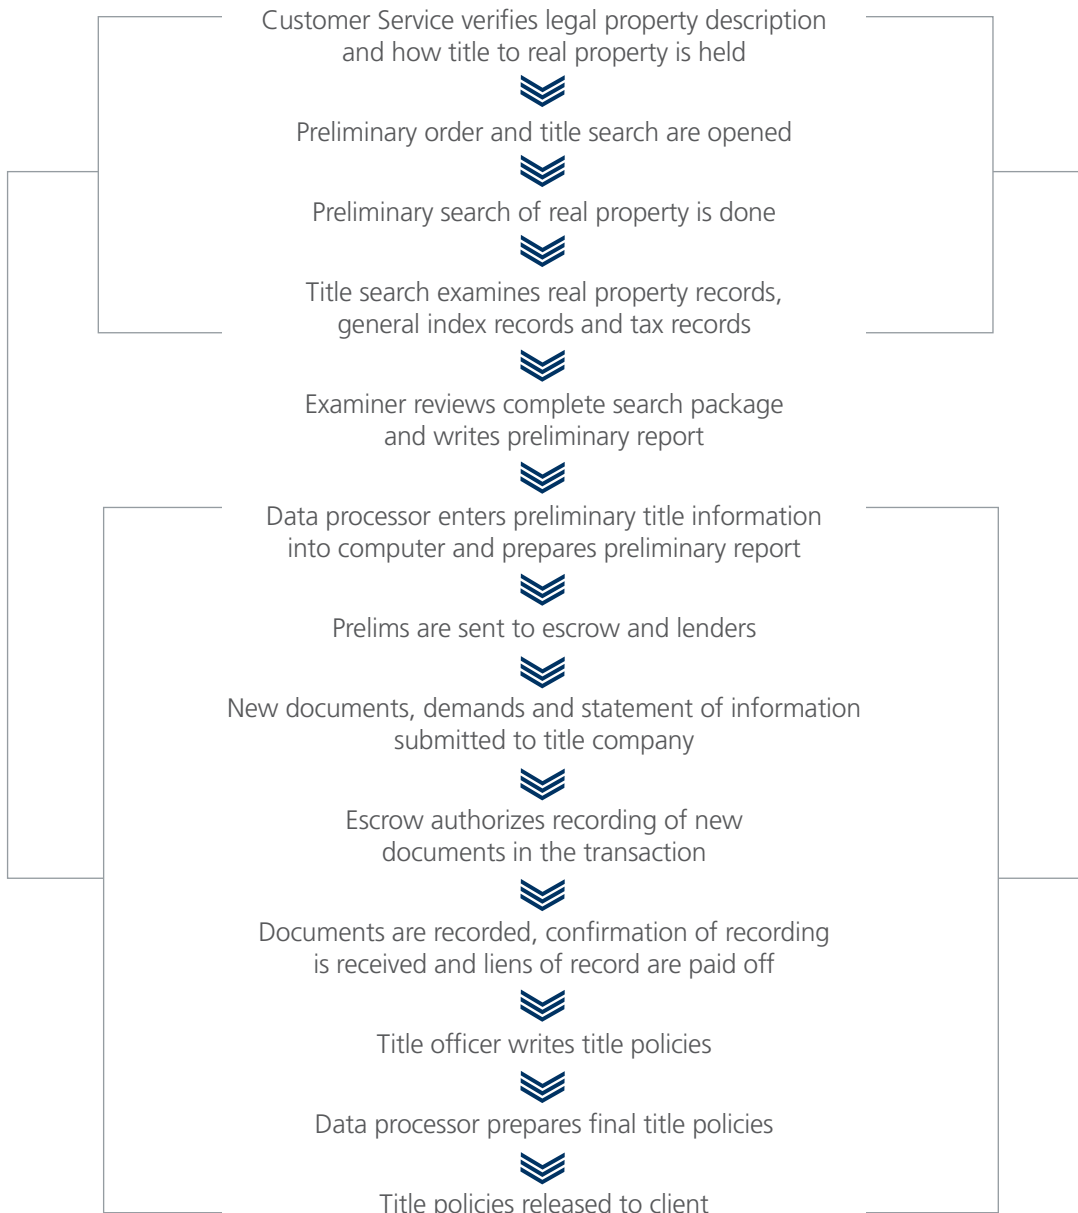 Customer Service verifies legal property description
and how title to real property is held
Preliminary order and title search are opened
Preliminary search of real property is done
Title search examines real property records,
general index records and tax records
Examiner reviews complete search package
and writes preliminary report
Data processor enters preliminary title information
into computer and prepares preliminary report
Prelims are sent to escrow and lenders
New documents, demands and statement of information
submitted to title company
Escrow authorizes recording of new
documents in the transaction
Documents are recorded, confirmation of recording
is received and liens of record are paid off
Title officer writes title policies
Data processor prepares final title policies
Title policies released to client